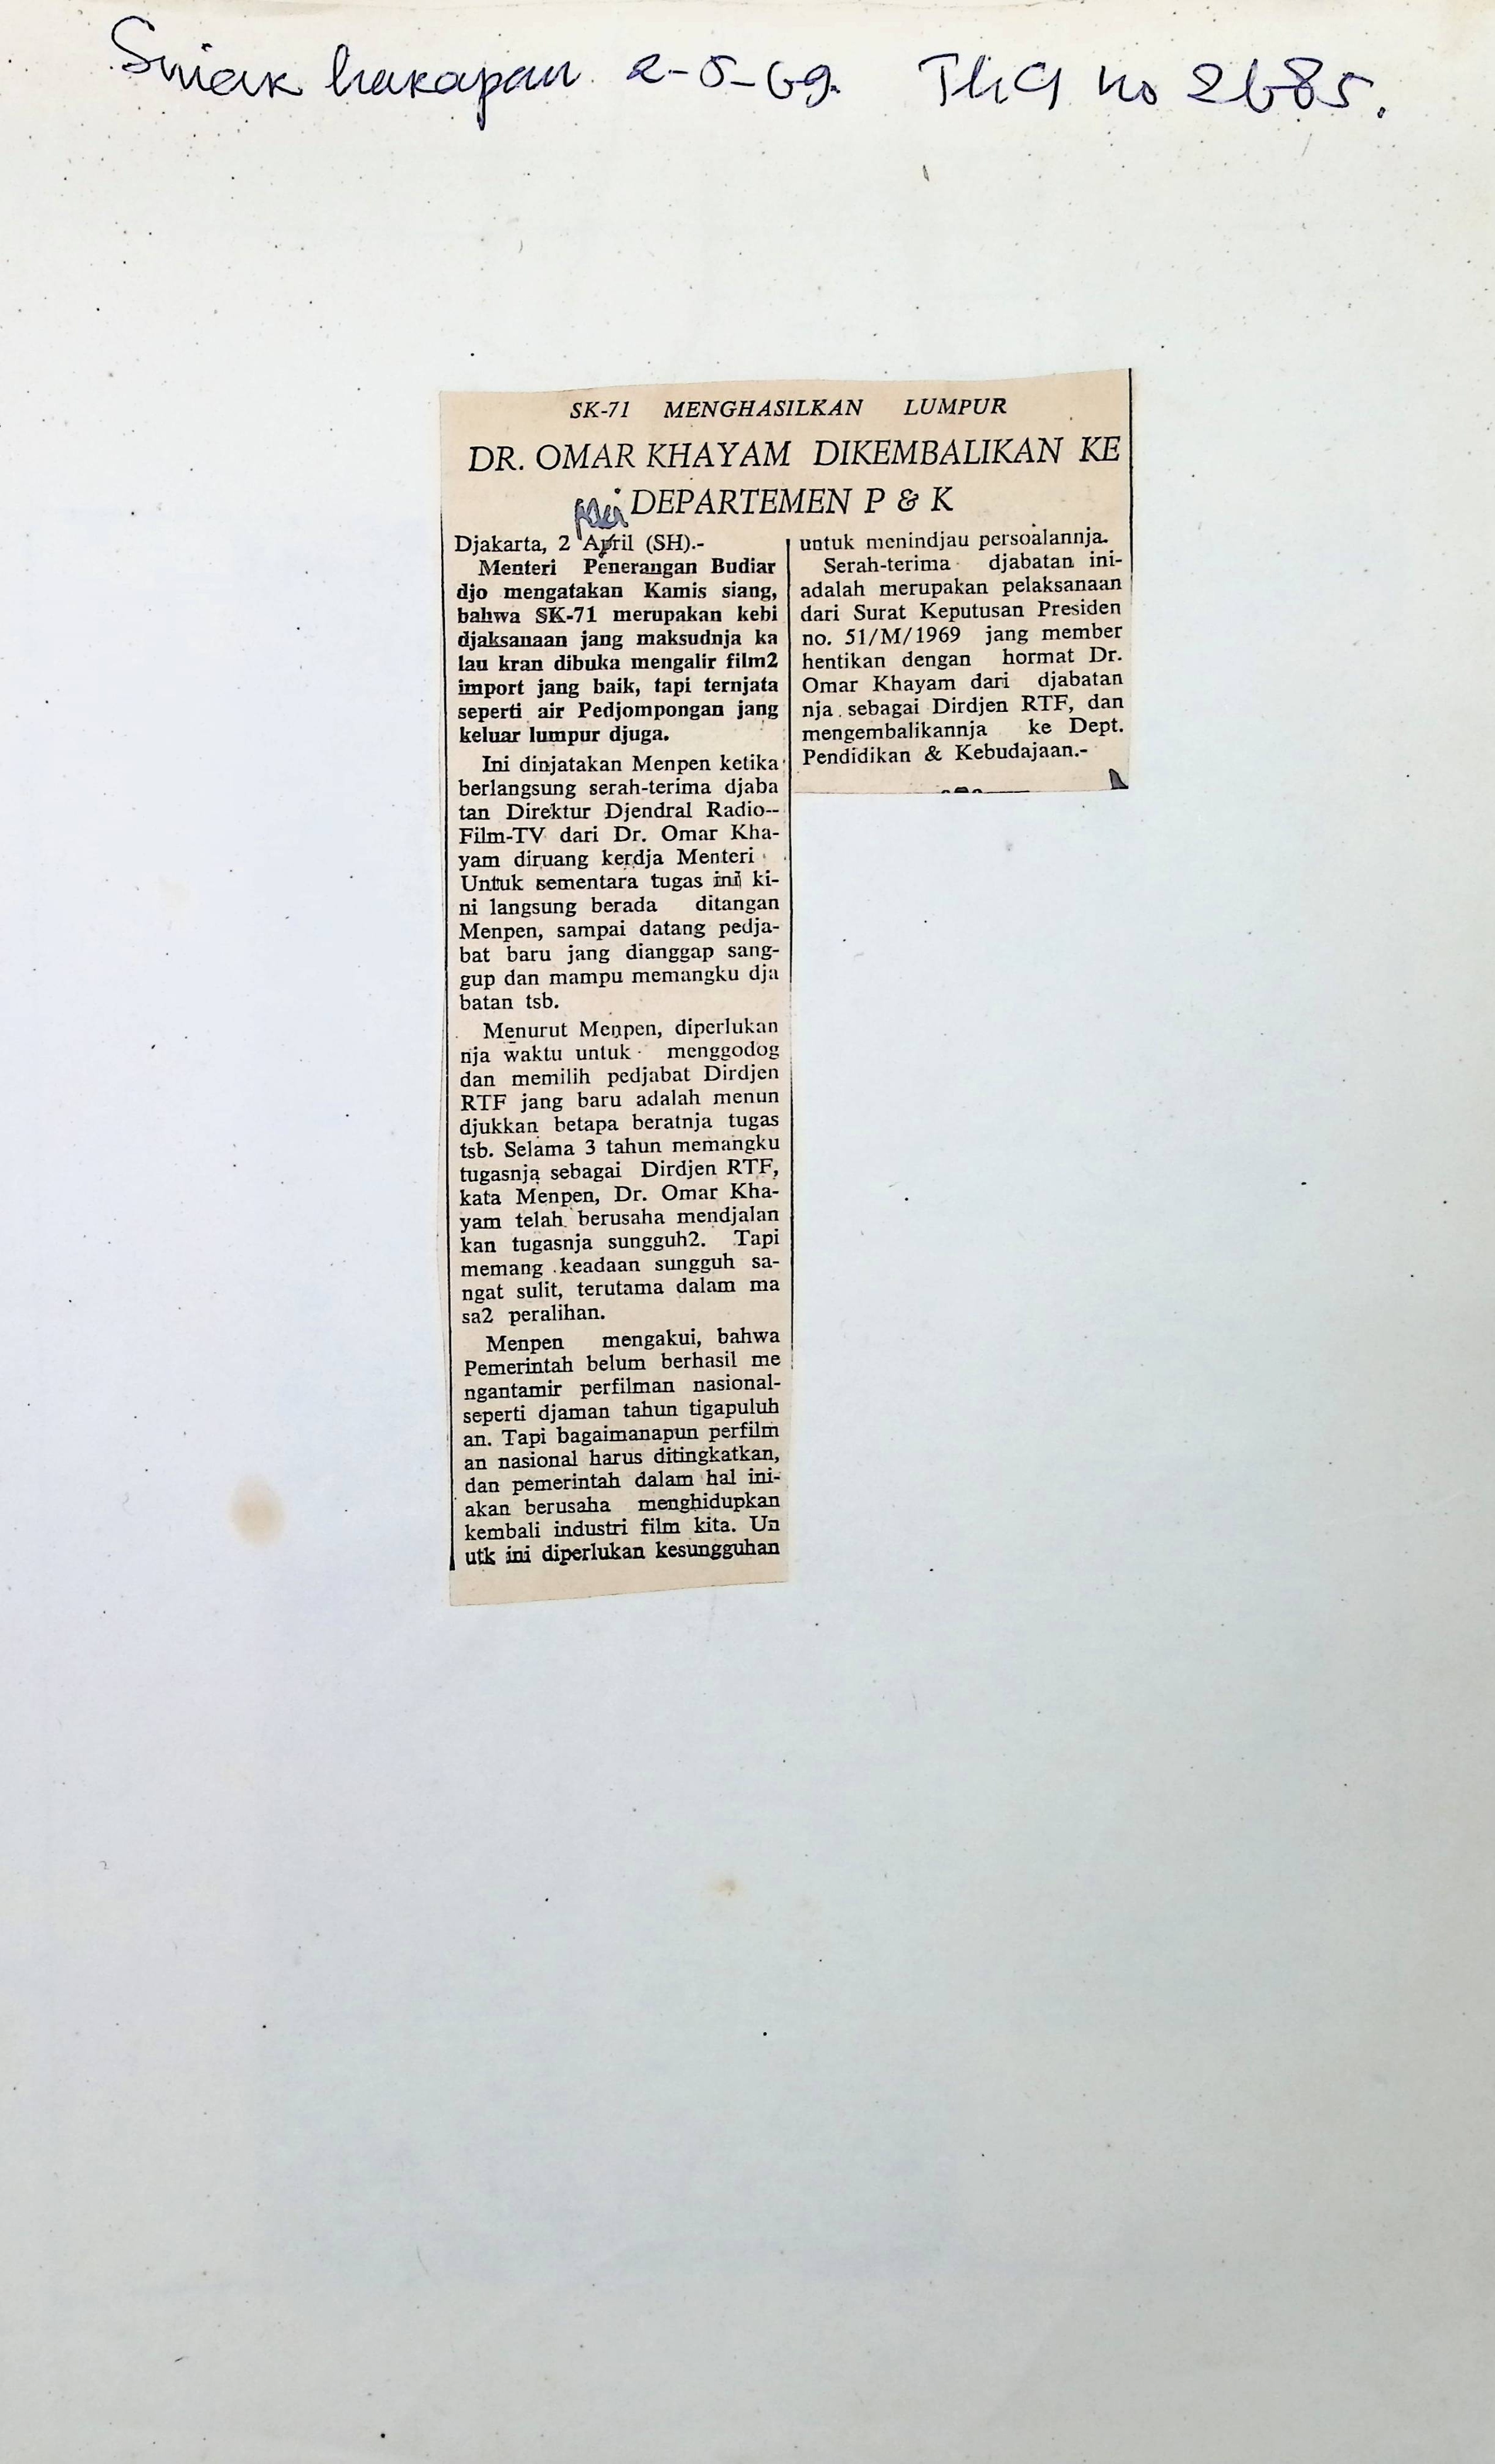 Sinar harapan 2-5-69. Th 9 no 2685.
SK-71 MENGHASILKAN LUMPUR
DR. OMAR KHAYAM DIKEMBALIKAN KE
DEPARTEMEN P & K
Mei
Djakarta, 2 April (SH).-
Menteri Penerangan Budiar
djo mengatakan Kamis siang,
bahwa SK-71 merupakan kebi
djaksanaan jang maksudnja ka
lau kran dibuka mengalir film2
import jang baik, tapi ternjata
seperti air Pedjompongan jang
keluar lumpur djuga.
Ini dinjatakan Menpen ketika
berlangsung serah-terima djaba
tan Direktur Djendral Radio--
Film-TV dari Dr. Omar Kha-
yam diruang kerdja Menteri
Untuk sementara tugas ini ki-
ni langsung berada ditangan
Menpen, sampai datang pedja-
bat baru jang dianggap sang-
gup dan mampu memangku dja
batan tsb.
Menurut Menpen, diperlukan
nja waktu untuk menggodog
dan memilih pedjabat Dirdjen
RTF jang baru adalah menun
djukkan betapa beratnja tugas
tsb. Selama 3 tahun memangku
tugasnja sebagai Dirdjen RTF,
kata Menpen, Dr. Omar Kha-
yam telah berusaha mendjalan
kan tugasnja sungguh2. Tapi
memang keadaan sungguh sa-
ngat sulit, terutama dalam ma
sa2 peralihan.
Menpen mengakui, bahwa
Pemerintah belum berhasil me
ngantamir perfilman nasional-
seperti djaman tahun tigapuluh
an. Tapi bagaimanapun perfilm
an nasional harus ditingkatkan,
dan pemerintah dalam hal ini-
akan berusaha menghidupkan
kembali industri film kita. Un
utk ini diperlukan kesungguhan
untuk menindjau persoalannja.
Serah-terima djabatan ini-
adalah merupakan pelaksanaan
dari Surat Keputusan Presiden
no. 51/M/1969 jang member
hentikan dengan hormat Dr.
Omar Khayam dari djabatan
nja sebagai Dirdjen RTF, dan
mengembalikannja ke Dept.
Pendidikan & Kebudajaan.-